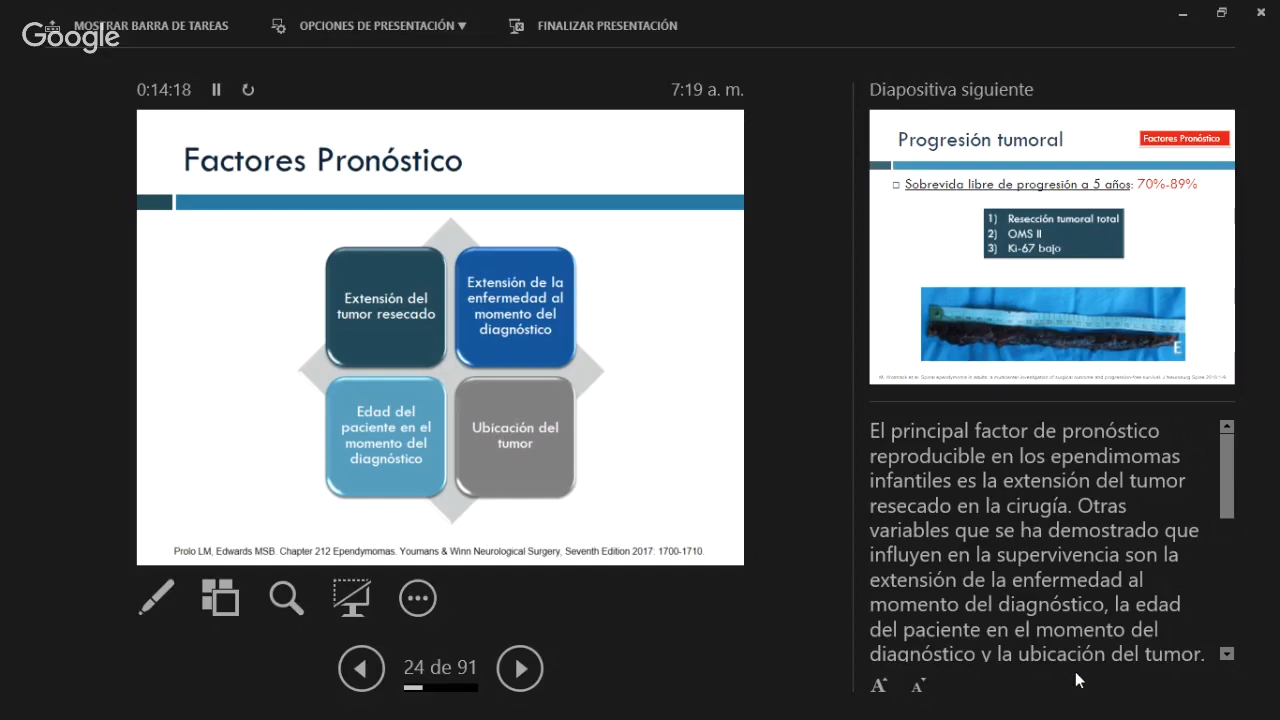 MOSTRAR BARRA DE TAREAS
OPCIONES DE PRESENTACIÓN ▼
FINALIZAR PRESENTACIÓN
Google
0:14:18
7:19 a. m.
Factores Pronóstico
Extensión del
tumor resecado
Extensión de la
enfermedad al
momento del
diagnóstico
Edad del
paciente en el
momento del
diagnóstico
Ubicación del
tumor
Prolo LM, Edwards MSB. Chapter 212 Ependymomas. Youmans & Winn Neurological Surgery, Seventh Edition 2017: 1700-1710.
24 de 91
Diapositiva siguiente
Progresión tumoral
Factores Pronóstico
Sobrevida libre de progresión a 5 años: 70%-89%
1) Resección tumoral total
2) OMS II
3) Ki-67 bajo
E
El principal factor de pronóstico
reproducible en los ependimomas
infantiles es la extensión del tumor
resecado en la cirugía. Otras
variables que se ha demostrado que
influyen en la supervivencia son la
extensión de la enfermedad al
momento del diagnóstico, la edad
del paciente en el momento del
diagnóstico y la ubicación del tumor.
A A